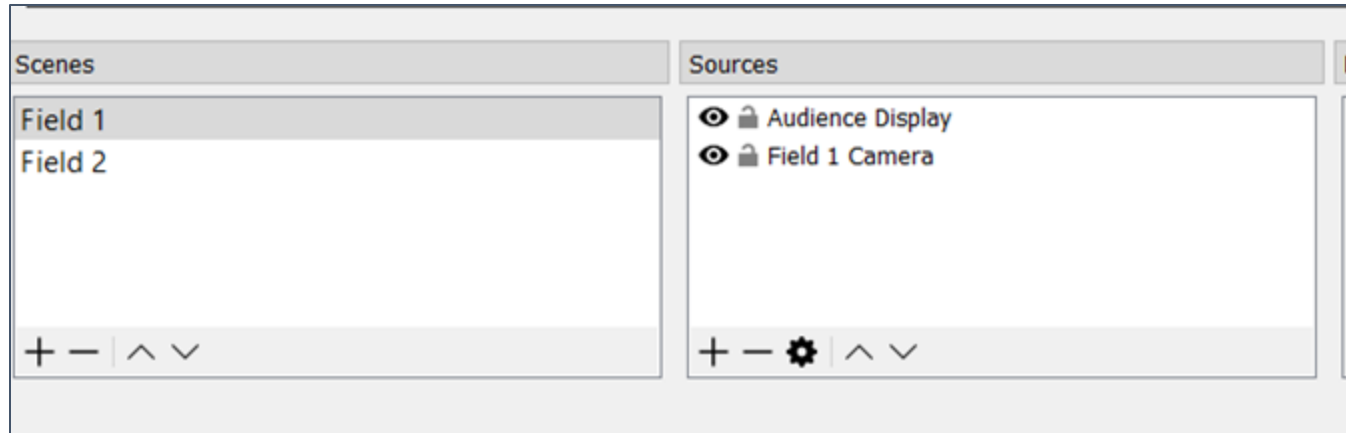 Scenes
Field 1
Field 2
Sources
Audience Display
Field 1 Camera